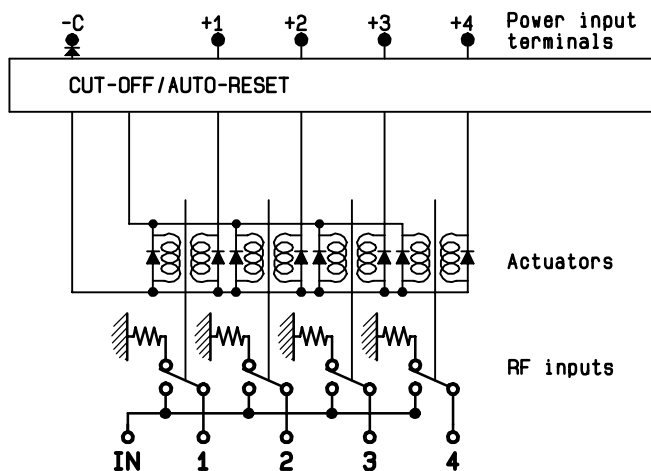 -C +1 +2 +3 +4 Power input
terminals
CUT-OFF/AUTO-RESET
Actuators
RF inputs
IN 1 2 3 4